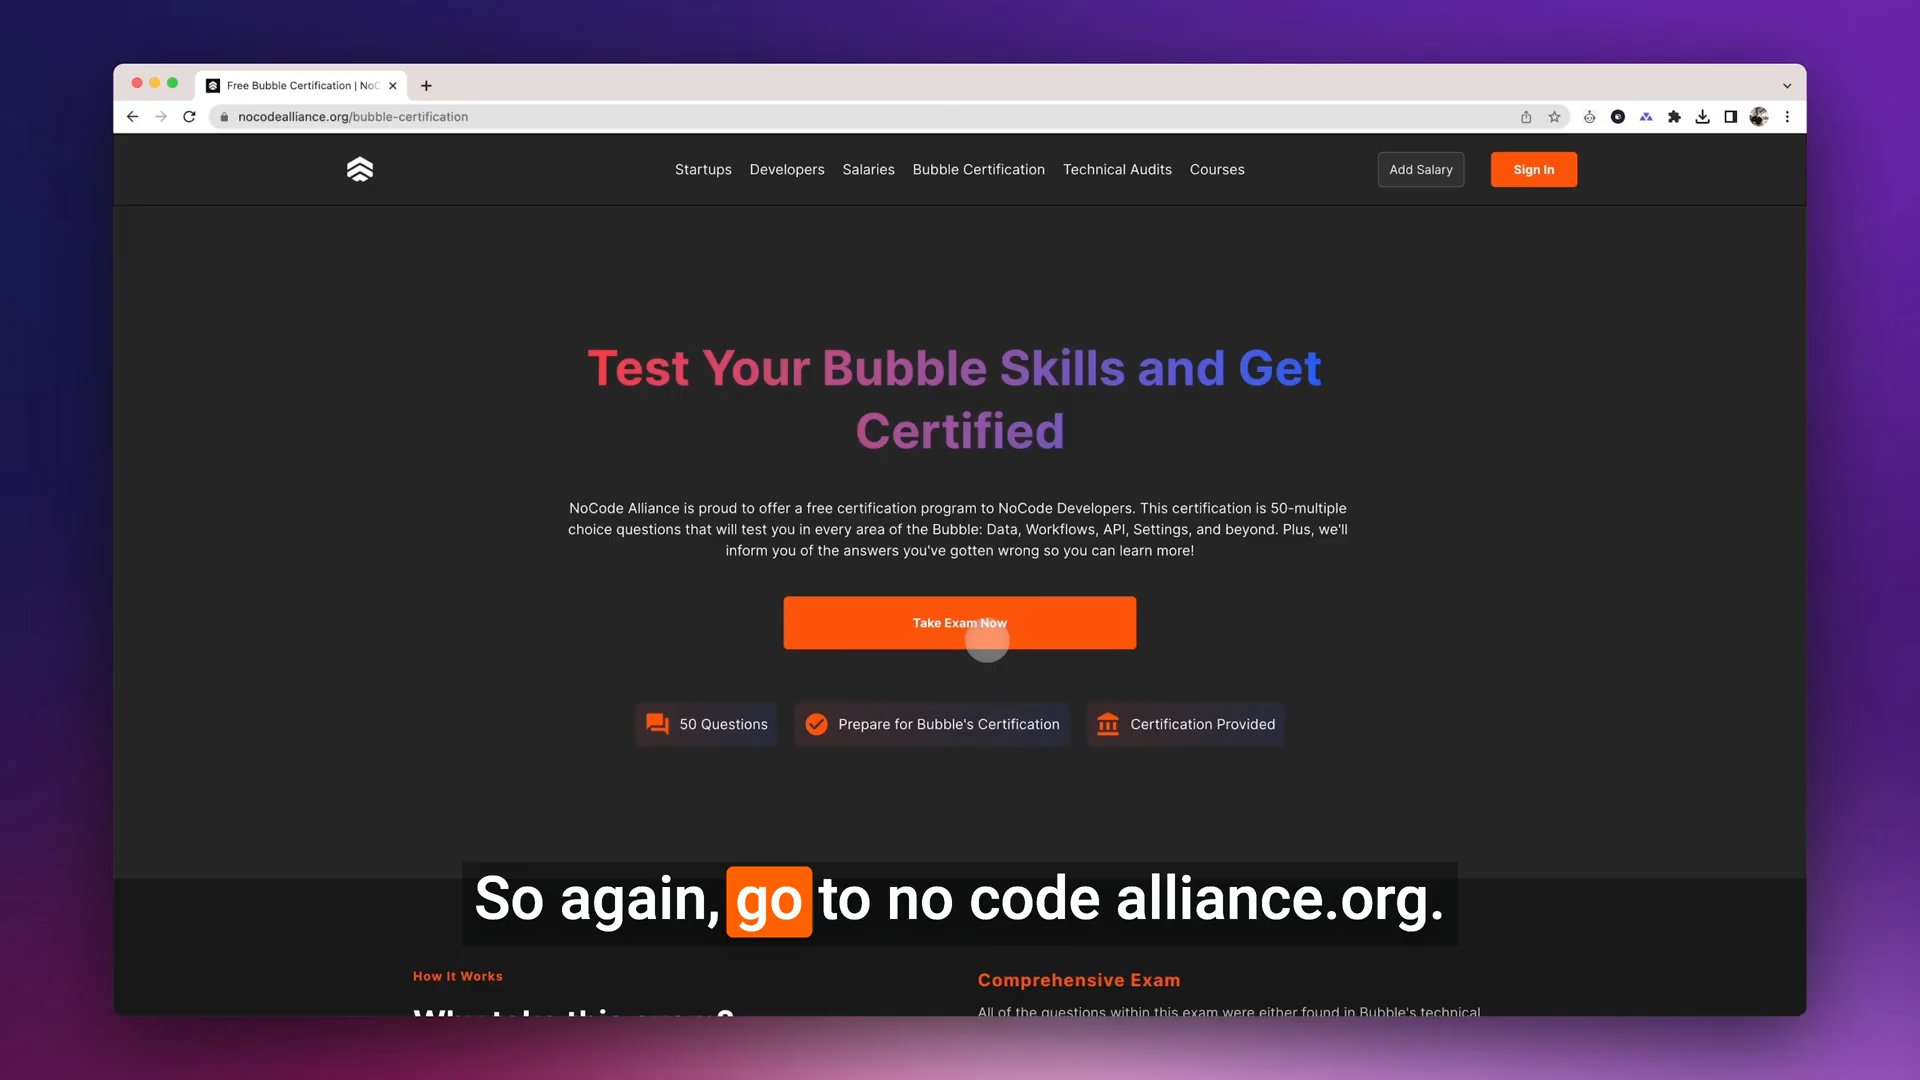 Free Bubble Certification | NoC
nocodealliance.org/bubble-certification
Startups Developers Salaries Bubble Certification Technical Audits Courses Add Salary Sign In
Test Your Bubble Skills and Get
Certified
NoCode Alliance is proud to offer a free certification program to NoCode Developers. This certification is 50-multiple
choice questions that will test you in every area of the Bubble: Data, Workflows, API, Settings, and beyond. Plus, we'll
inform you of the answers you've gotten wrong so you can learn more!
Take Exam Now
50 Questions Prepare for Bubble's Certification Certification Provided
So again, go to no code alliance.org.
How It Works
Why take this exam?
Comprehensive Exam
All of the questions within this exam were either found in Bubble's technical